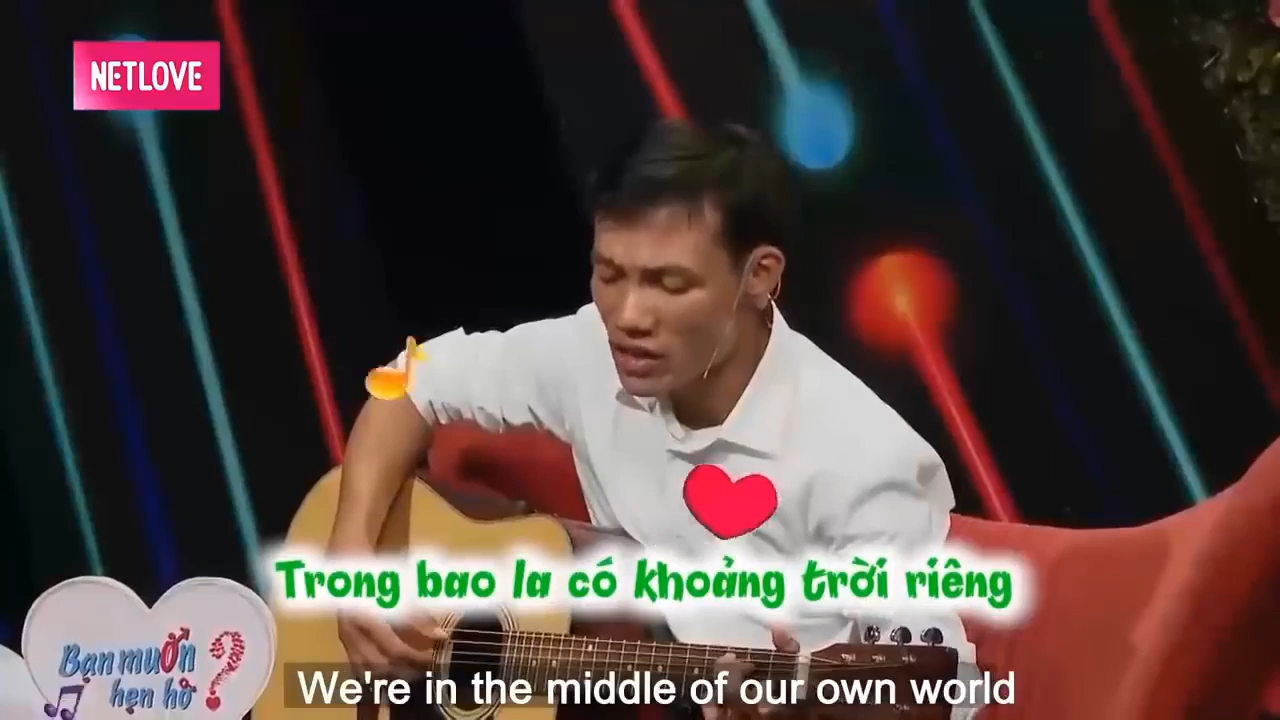 NETLOVE
Trong bao la có khoảng trời riêng
Bạn muốn
hẹn hò ?
We're in the middle of our own world